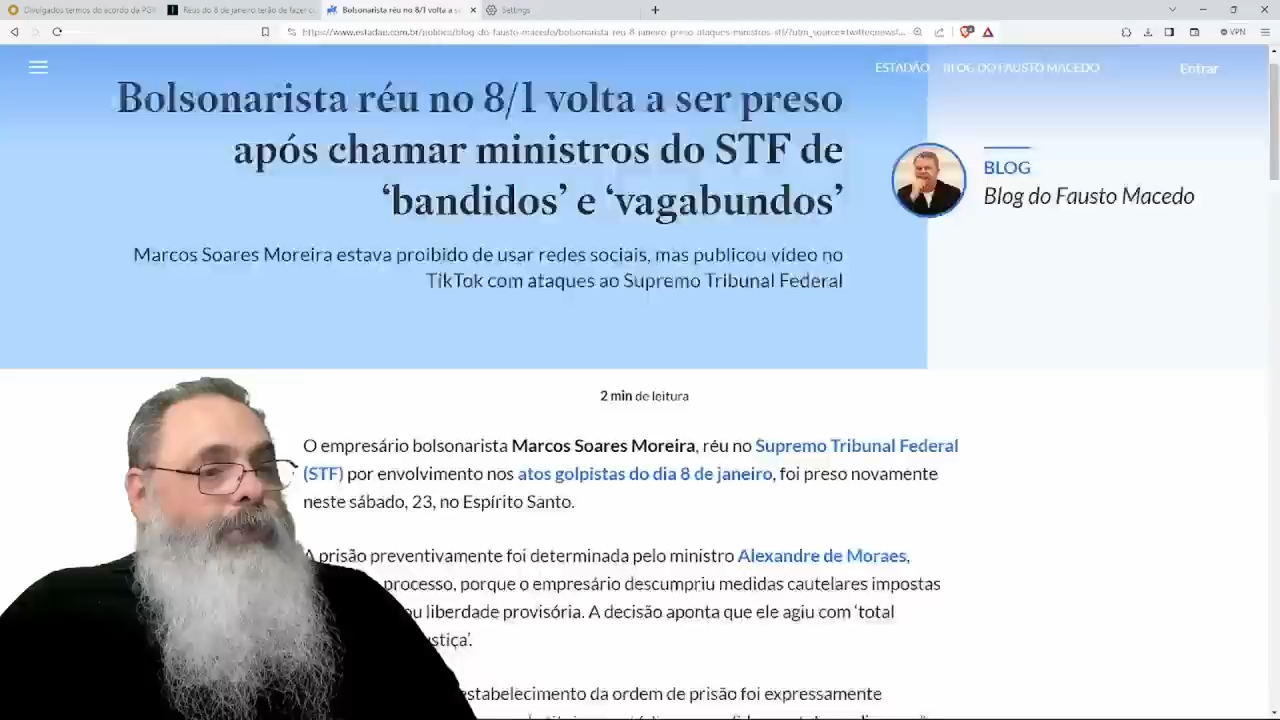 Divulgados termos do acordo da PGR
Réus do 8 de janeiro terão de fazer c
Bolsonarista réu no 8/1 volta a se
Settings
https://www.estadao.com.br/politica/blog-do-fausto-macedo/bolsonarista-reu-8-janeiro-preso-ataques-ministros-stf/?utm_source=twitter:newsf...
VPN
ESTADÃO
BLOG DO FAUSTO MACEDO
Entrar
Bolsonarista réu no 8/1 volta a ser preso
após chamar ministros do STF de
‘bandidos’ e ‘vagabundos’
BLOG
Blog do Fausto Macedo
Marcos Soares Moreira estava proibido de usar redes sociais, mas publicou vídeo no
TikTok com ataques ao Supremo Tribunal Federal
2 min de leitura
O empresário bolsonarista Marcos Soares Moreira, réu no Supremo Tribunal Federal
(STF) por envolvimento nos atos golpistas do dia 8 de janeiro, foi preso novamente
neste sábado, 23, no Espírito Santo.
A prisão preventivamente foi determinada pelo ministro Alexandre de Moraes,
processo, porque o empresário descumpriu medidas cautelares impostas
ou liberdade provisória. A decisão aponta que ele agiu com ‘total
stiça’.
stabelecimento da ordem de prisão foi expressamente